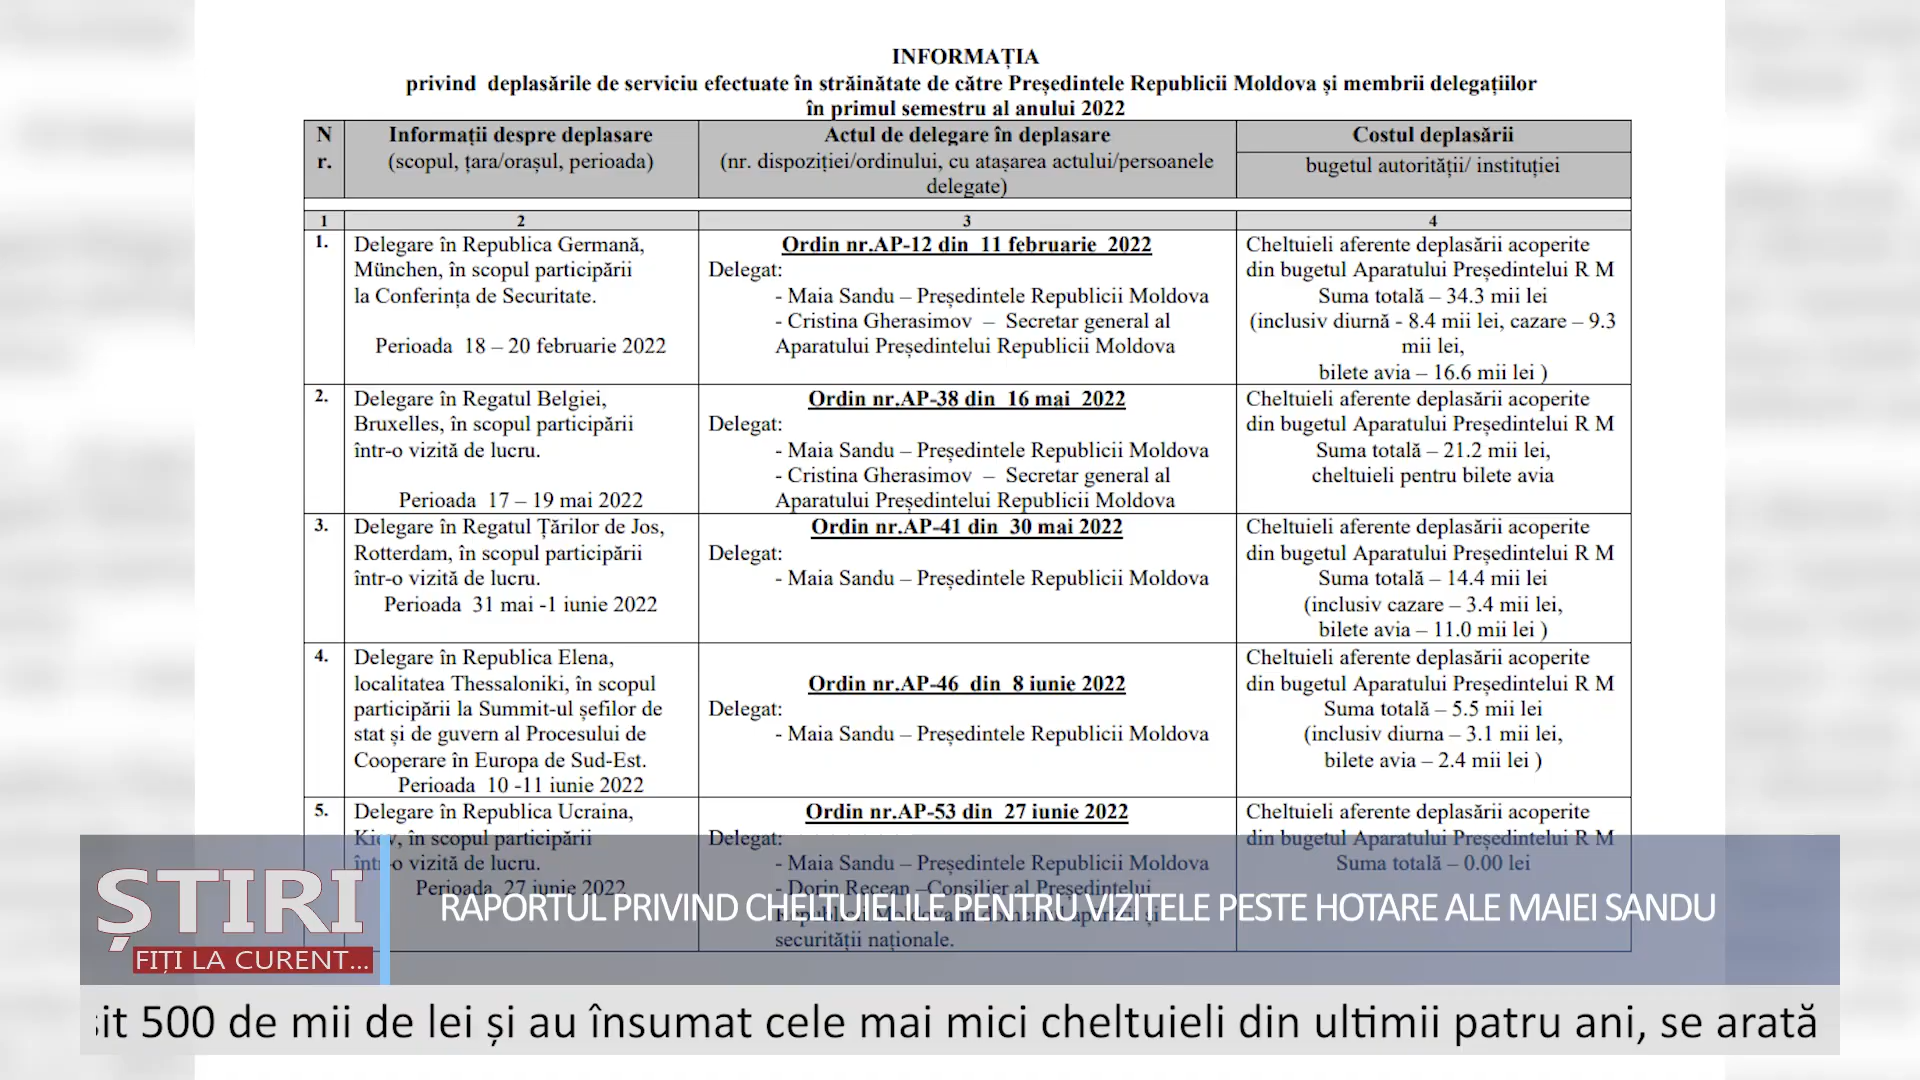 INFORMAȚIA
privind deplasările de serviciu efectuate în străinătate de către Președintele Republicii Moldova și membrii delegațiilor
în primul semestru al anului 2022
N
r.
Informații despre deplasare
(scopul, țara/orașul, perioada)
Actul de delegare în deplasare
(nr. dispoziției/ordinului, cu atașarea actului/persoanele
delegate)
Costul deplasării
bugetul autorității/ instituției
1 2 3 4
1.
Delegare în Republica Germană,
München, în scopul participării
la Conferința de Securitate.
Perioada 18 – 20 februarie 2022
Ordin nr.AP-12 din 11 februarie 2022
Delegat:
- Maia Sandu – Președintele Republicii Moldova
- Cristina Gherasimov – Secretar general al
Aparatului Președintelui Republicii Moldova
Cheltuieli aferente deplasării acoperite
din bugetul Aparatului Președintelui R M
Suma totală – 34.3 mii lei
(inclusiv diurnă - 8.4 mii lei, cazare – 9.3
mii lei,
bilete avia – 16.6 mii lei )
2.
Delegare în Regatul Belgiei,
Bruxelles, în scopul participării
într-o vizită de lucru.
Perioada 17 – 19 mai 2022
Ordin nr.AP-38 din 16 mai 2022
Delegat:
- Maia Sandu – Președintele Republicii Moldova
- Cristina Gherasimov – Secretar general al
Aparatului Președintelui Republicii Moldova
Cheltuieli aferente deplasării acoperite
din bugetul Aparatului Președintelui R M
Suma totală – 21.2 mii lei,
cheltuieli pentru bilete avia
3.
Delegare în Regatul Țărilor de Jos,
Rotterdam, în scopul participării
într-o vizită de lucru.
Perioada 31 mai -1 iunie 2022
Ordin nr.AP-41 din 30 mai 2022
Delegat:
- Maia Sandu – Președintele Republicii Moldova
Cheltuieli aferente deplasării acoperite
din bugetul Aparatului Președintelui R M
Suma totală – 14.4 mii lei
(inclusiv cazare – 3.4 mii lei,
bilete avia – 11.0 mii lei )
4.
Delegare în Republica Elena,
localitatea Thessaloniki, în scopul
participării la Summit-ul șefilor de
stat și de guvern al Procesului de
Cooperare în Europa de Sud-Est.
Perioada 10 -11 iunie 2022
Ordin nr.AP-46 din 8 iunie 2022
Delegat:
- Maia Sandu – Președintele Republicii Moldova
Cheltuieli aferente deplasării acoperite
din bugetul Aparatului Președintelui R M
Suma totală – 5.5 mii lei
(inclusiv diurna – 3.1 mii lei,
bilete avia – 2.4 mii lei )
5.
Delegare în Republica Ucraina,
Kiev, în scopul participării
într-o vizită de lucru.
Perioada 27 iunie 2022
Ordin nr.AP-53 din 27 iunie 2022
Delegat:
- Maia Sandu – Președintele Republicii Moldova
- Dorin Recean –Consilier al Președintelui
Republicii Moldova în domeniul apărării și
securității naționale.
Cheltuieli aferente deplasării acoperite
din bugetul Aparatului Președintelui R M
Suma totală – 0.00 lei
ȘTIRI
FIȚI LA CURENT...
RAPORTUL PRIVIND CHELTUIELILE PENTRU VIZITELE PESTE HOTARE ALE MAIEI SANDU
șit 500 de mii de lei și au însumat cele mai mici cheltuieli din ultimii patru ani, se arată